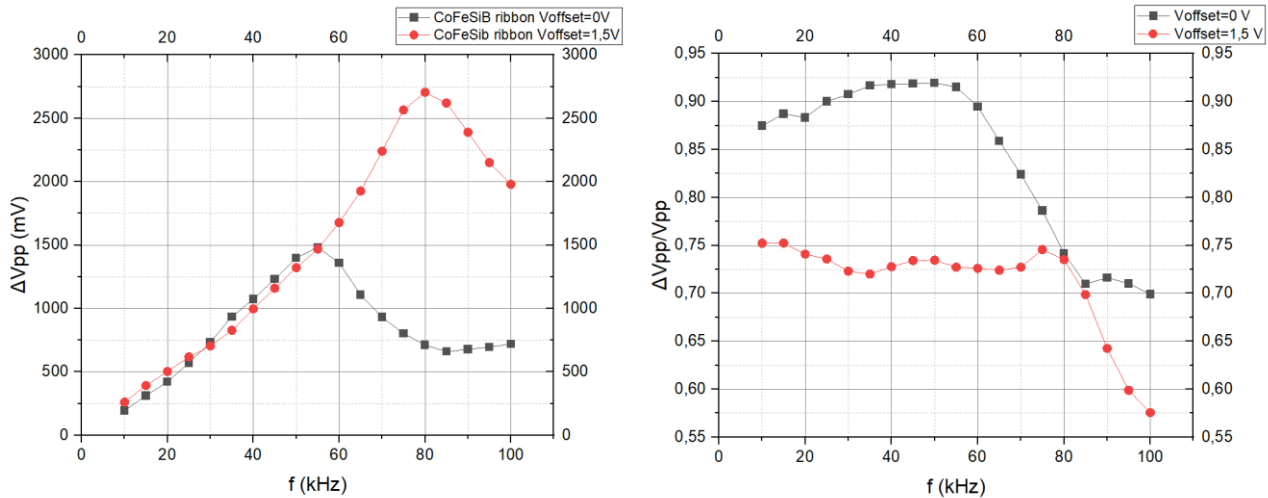 CoFeSiB ribbon Voffset=0V
CoFeSib ribbon Voffset=1,5V
0 20 40 60 80 100
3000 3000
2500 2500
2000 2000
1500 1500
1000 1000
500 500
0 0
0 20 40 60 80 100
ΔVpp (mV)
f (kHz)
Voffset=0 V
Voffset=1,5 V
0 20 40 60 80 100
0,95 0,95
0,90 0,90
0,85 0,85
0,80 0,80
0,75 0,75
0,70 0,70
0,65 0,65
0,60 0,60
0,55 0,55
0 20 40 60 80 100
ΔVpp/Vpp
f (kHz)